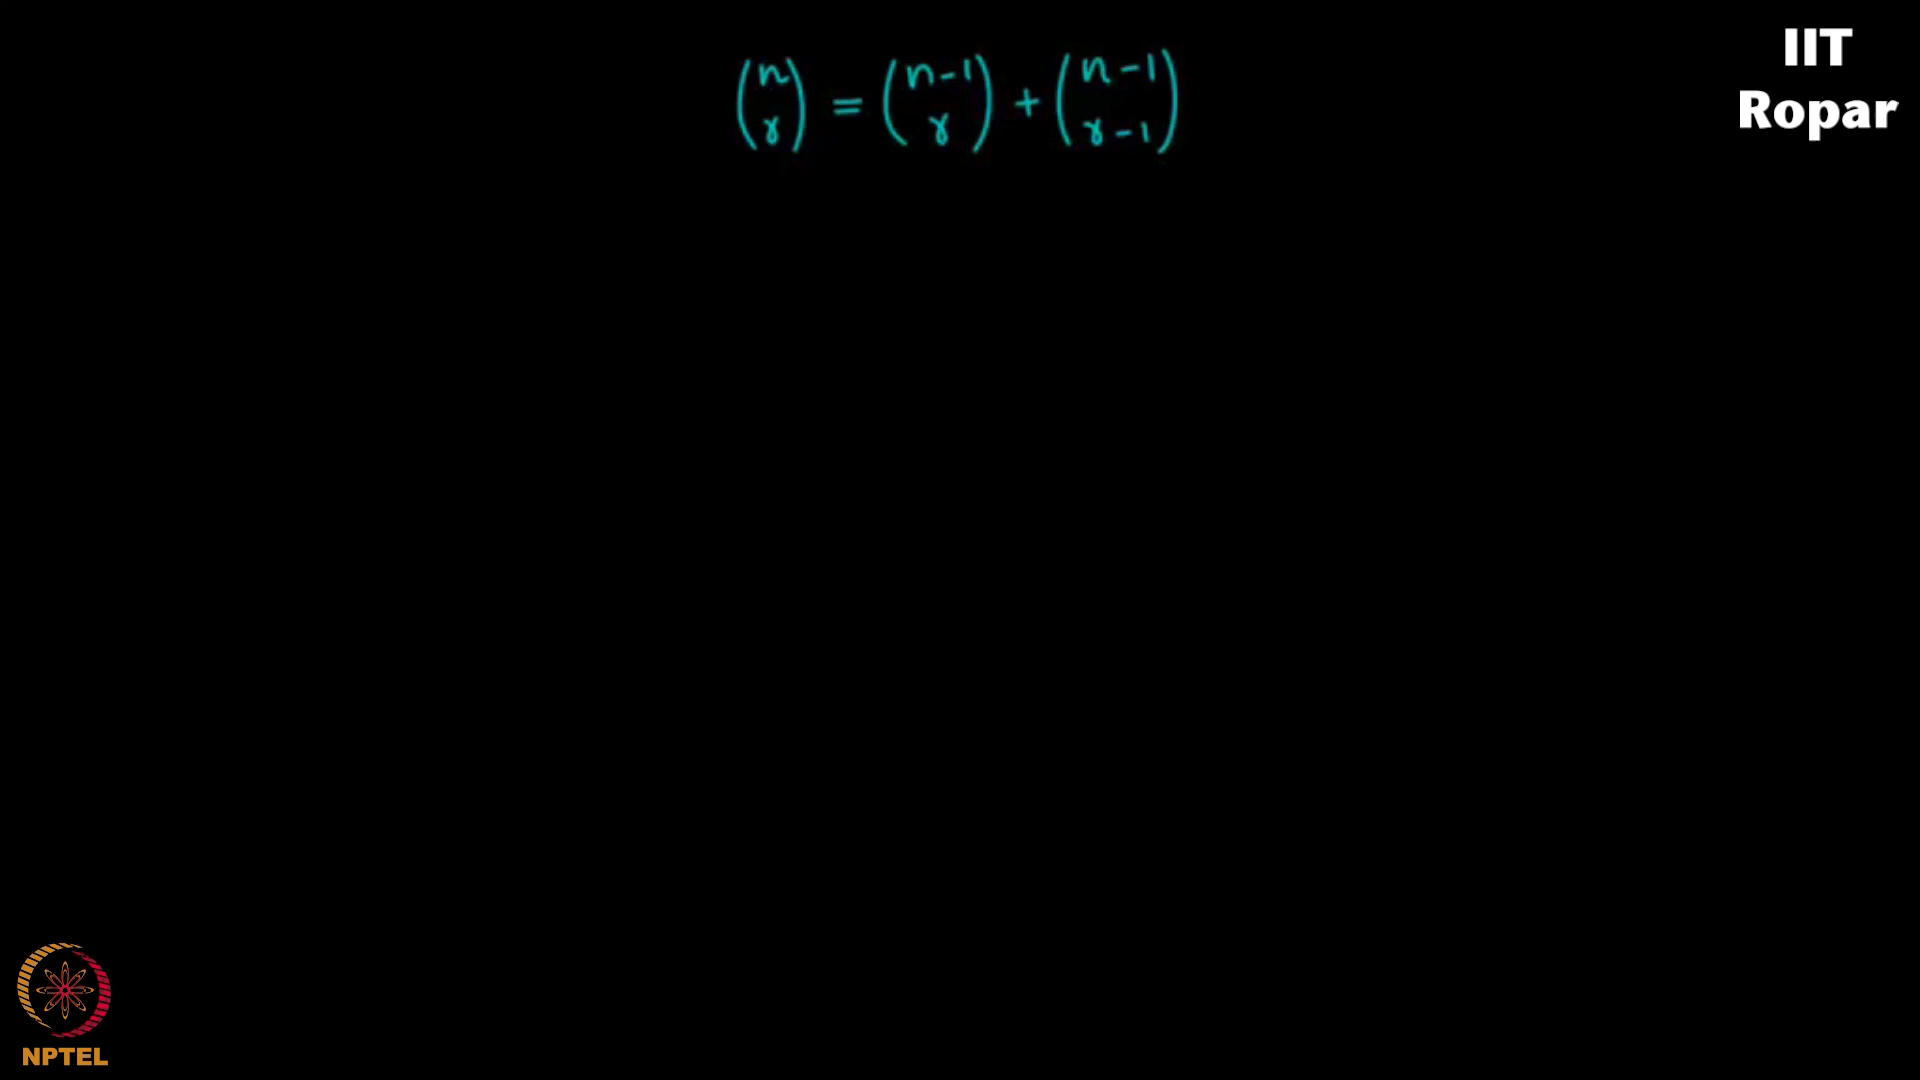 (n r) = (n-1 r) + (n-1 r-1)
IIT
Ropar
NPTEL